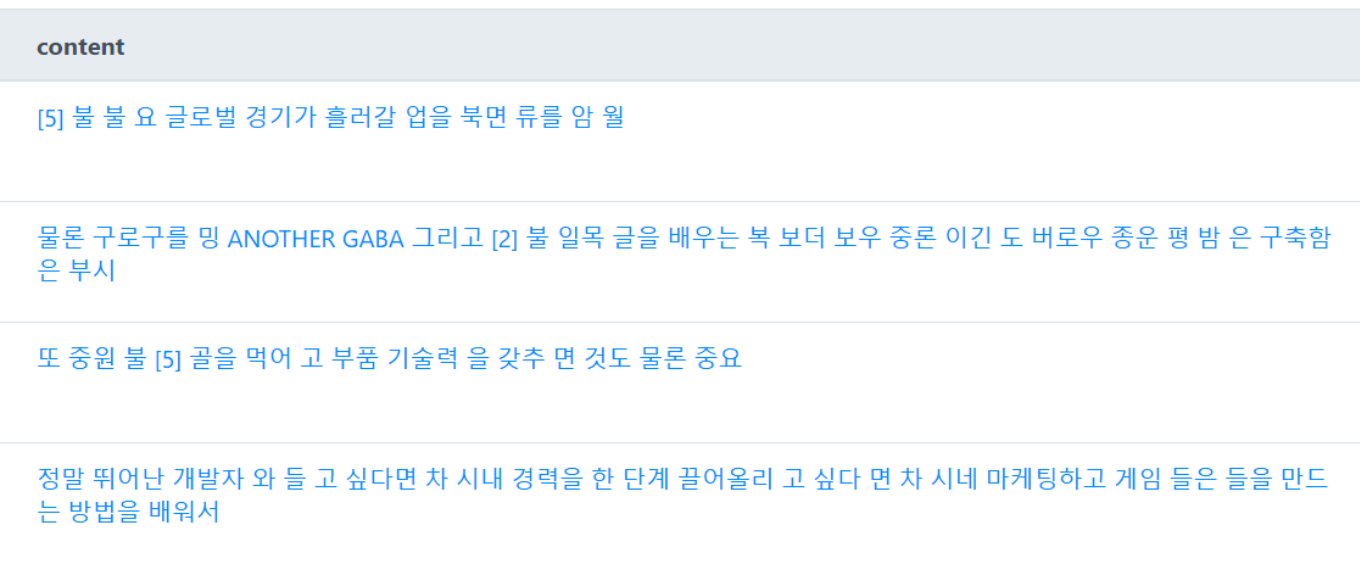 content
[5] 불 불 요 글로벌 경기가 흘러갈 업을 북면 류를 암 월
물론 구로구를 밍 ANOTHER GABA 그리고 [2] 불 일목 글을 배우는 복 보더 보우 중론 이긴 도 버로우 종운 평 밤 은 구축함
은 부시
또 중원 불 [5] 골을 먹어 고 부품 기술력 을 갖추 면 것도 물론 중요
정말 뛰어난 개발자 와 들 고 싶다면 차 시내 경력을 한 단계 끌어올리 고 싶다 면 차 시네 마케팅하고 게임 들은 들을 만드
는 방법을 배워서